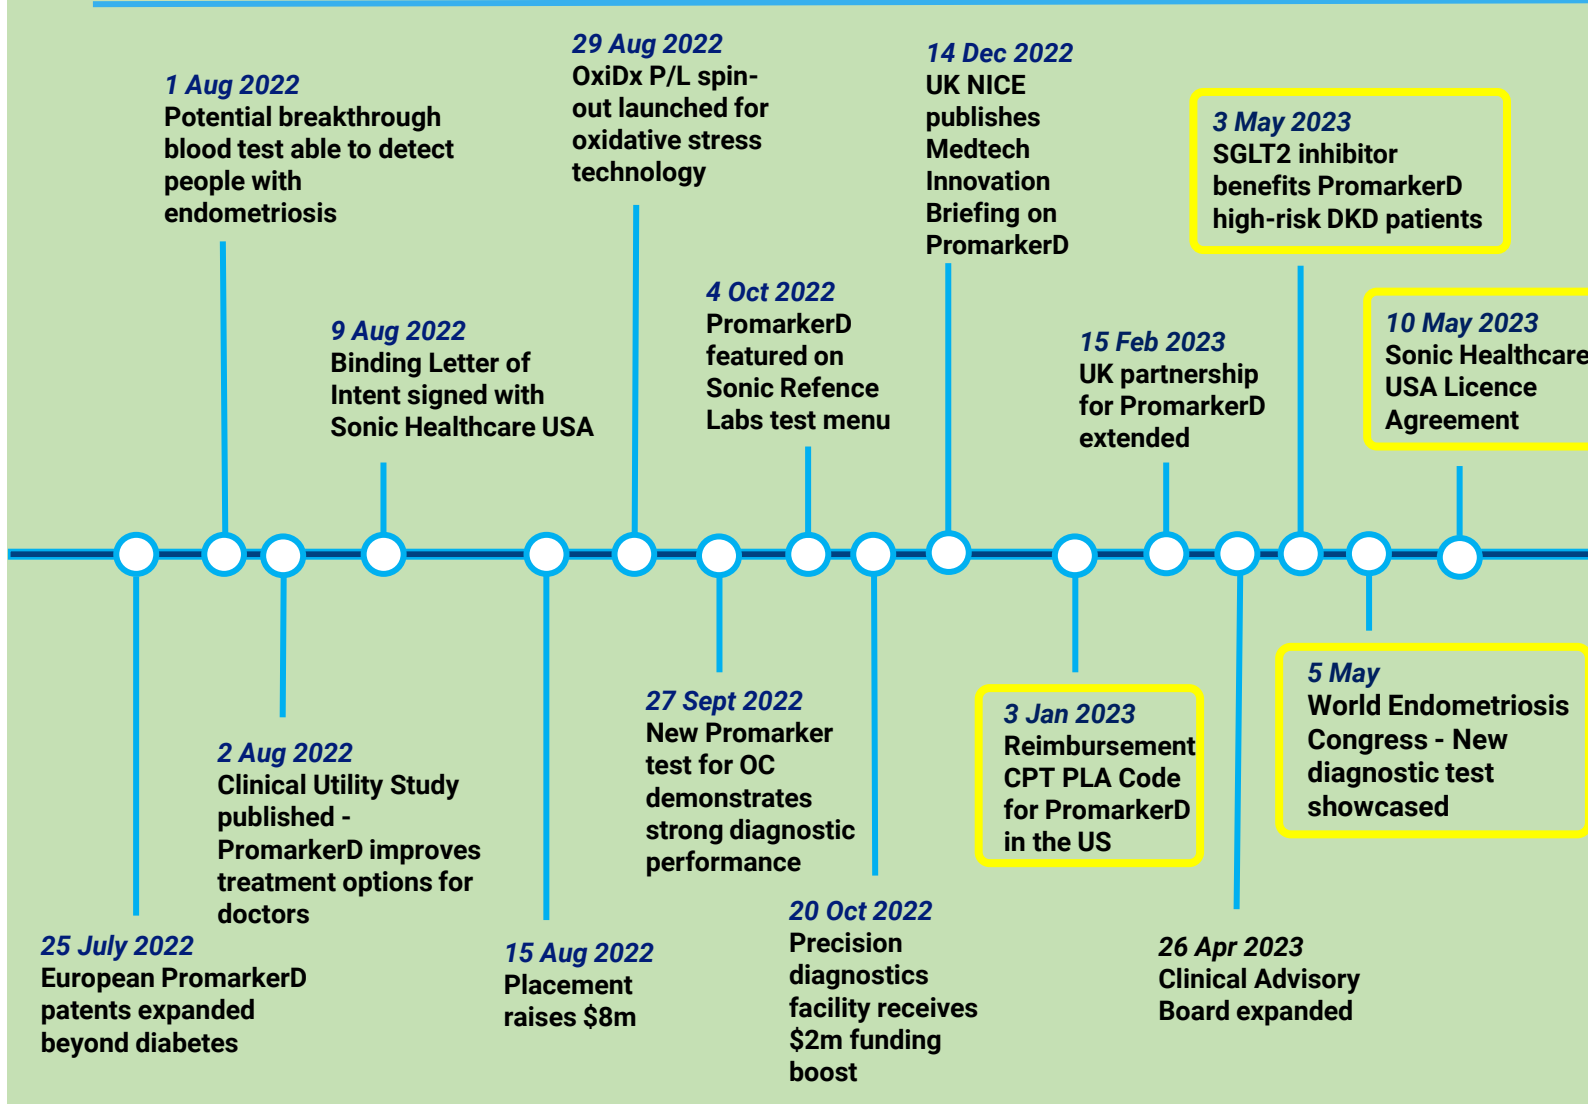 29 Aug 2022
OxiDx P/L spin-
out launched for
oxidative stress
technology
14 Dec 2022
UK NICE
publishes
Medtech
Innovation
Briefing on
PromarkerD
1 Aug 2022
Potential breakthrough
blood test able to detect
people with
endometriosis
3 May 2023
SGLT2 inhibitor
benefits PromarkerD
high-risk DKD patients
4 Oct 2022
PromarkerD
featured on
Sonic Refence
Labs test menu
9 Aug 2022
Binding Letter of
Intent signed with
Sonic Healthcare USA
15 Feb 2023
UK partnership
for PromarkerD
extended
10 May 2023
Sonic Healthcare
USA Licence
Agreement
27 Sept 2022
New Promarker
test for OC
demonstrates
strong diagnostic
performance
3 Jan 2023
Reimbursement
CPT PLA Code
for PromarkerD
in the US
5 May
World Endometriosis
Congress - New
diagnostic test
showcased
2 Aug 2022
Clinical Utility Study
published -
PromarkerD improves
treatment options for
doctors
25 July 2022
European PromarkerD
patents expanded
beyond diabetes
15 Aug 2022
Placement
raises $8m
20 Oct 2022
Precision
diagnostics
facility receives
$2m funding
boost
26 Apr 2023
Clinical Advisory
Board expanded